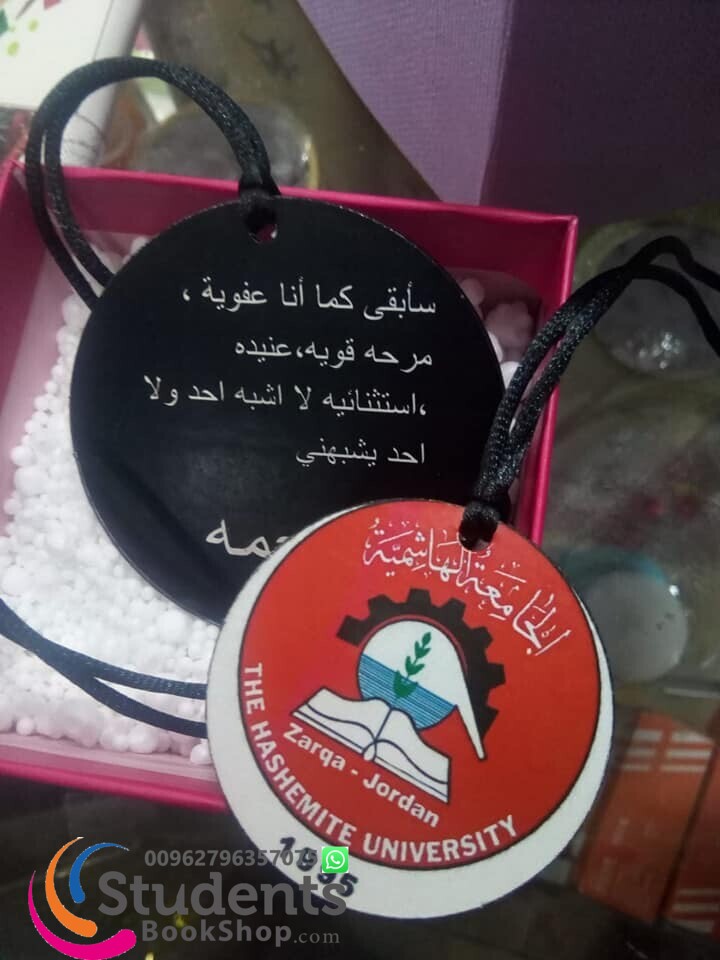 سأبقى كما أنا عفوية ،
مرحه قويه،عنيده
،استثنائيه لا اشبه احد ولا
احد يشبهني
الجامعة الهاشمية
Zarqa - Jordan
THE HASHEMITE UNIVERSITY
00962796357075
Students
BookShop.com